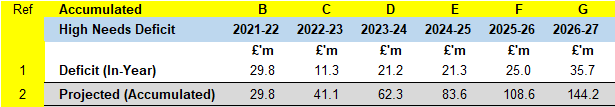 Ref Accumulated B C D E F G
High Needs Deficit 2021-22 2022-23 2023-24 2024-25 2025-26 2026-27
£'m £'m £'m £'m £'m £'m
1 Deficit (In-Year) 29.8 11.3 21.2 21.3 25.0 35.7
2 Projected (Accumulated) 29.8 41.1 62.3 83.6 108.6 144.2